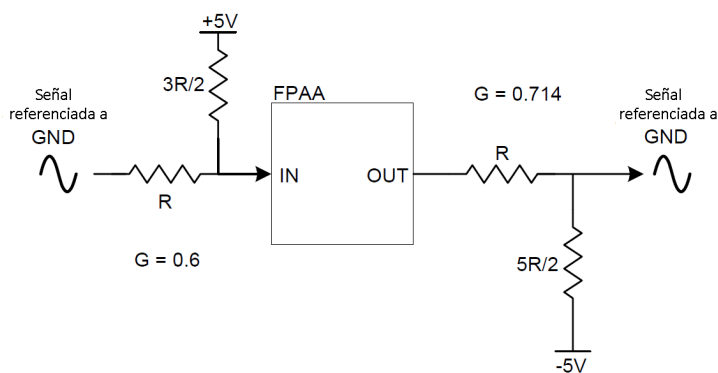 +5V
3R/2
FPAA
G = 0.714
Señal
referenciada a
GND
Señal
referenciada a
GND
R
IN
OUT
R
G = 0.6
5R/2
-5V